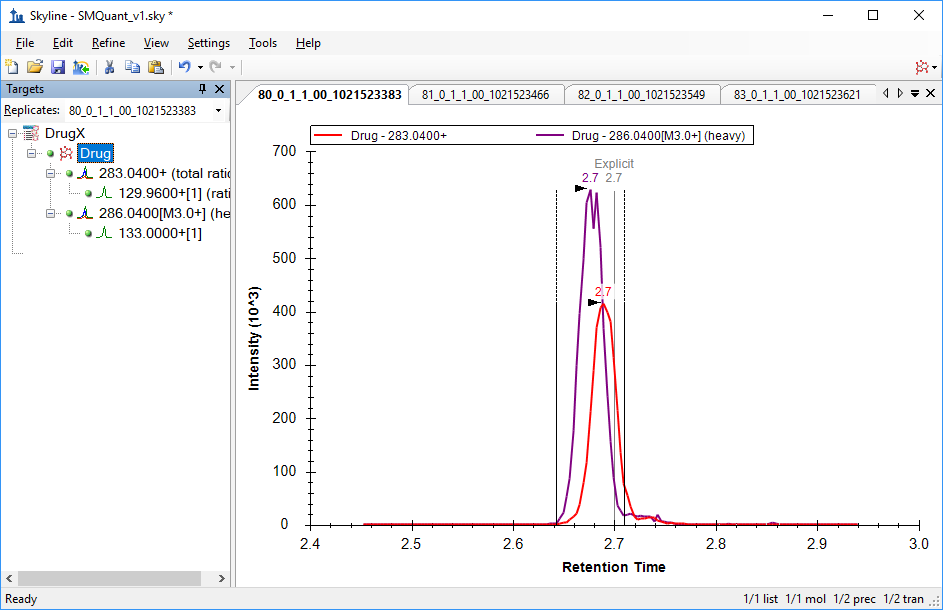 Skyline - SMQuant_v1.sky *
File Edit Refine View Settings Tools Help
Targets
Replicates: 80_0_1_1_00_1021523383
DrugX
Drug
283.0400+ (total ratio
129.9600+[1] (rati
286.0400[M3.0+] (he
133.0000+[1]
80_0_1_1_00_1021523383 81_0_1_1_00_1021523466 82_0_1_1_00_1021523549 83_0_1_1_00_1021523621
Drug - 283.0400+ Drug - 286.0400[M3.0+] (heavy)
Explicit
2.7 2.7
2.7
700
600
500
400
300
200
100
0
Intensity (10^3)
2.4 2.5 2.6 2.7 2.8 2.9 3.0
Retention Time
Ready
1/1 list 1/1 mol 1/2 prec 1/2 tran